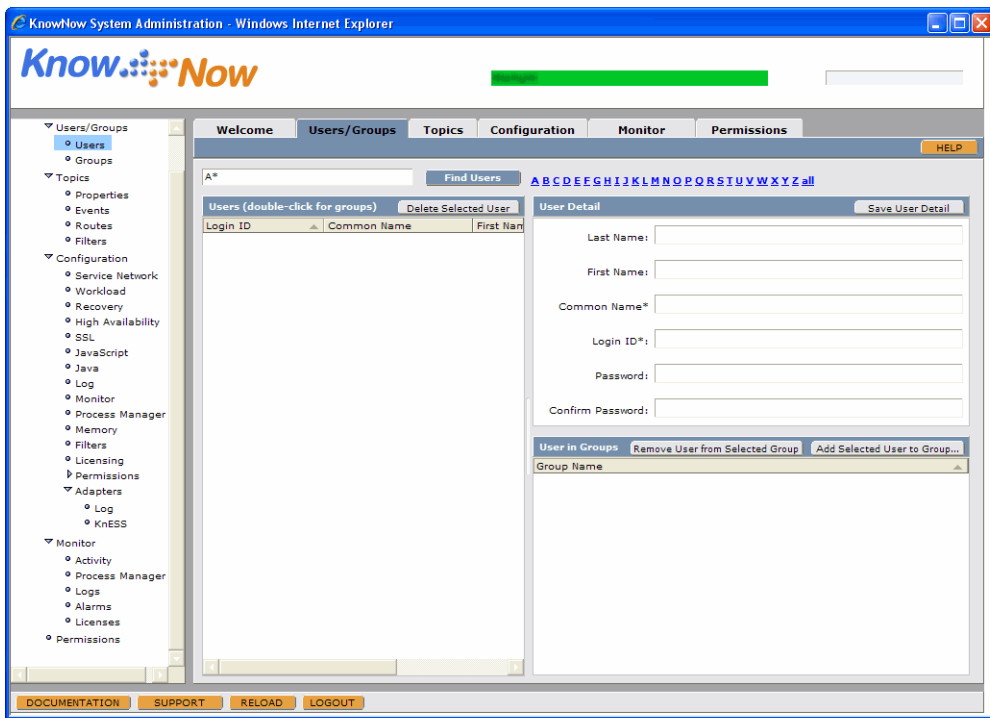 KnowNow System Administration - Windows Internet Explorer
Know Now
Users/Groups
Users
Groups
Topics
Properties
Events
Routes
Filters
Configuration
Service Network
Workload
Recovery
High Availability
SSL
JavaScript
Java
Log
Monitor
Process Manager
Memory
Filters
Licensing
Permissions
Adapters
Log
KnESS
Monitor
Activity
Process Manager
Logs
Alarms
Licenses
Permissions
Welcome Users/Groups Topics Configuration Monitor Permissions
HELP
A* Find Users A B C D E F G H I J K L M N O P Q R S T U V W X Y Z all
Users (double-click for groups) Delete Selected User
Login ID Common Name First Nam
User Detail Save User Detail
Last Name:
First Name:
Common Name*
Login ID*:
Password:
Confirm Password:
User in Groups Remove User from Selected Group Add Selected User to Group...
Group Name
DOCUMENTATION SUPPORT RELOAD LOGOUT